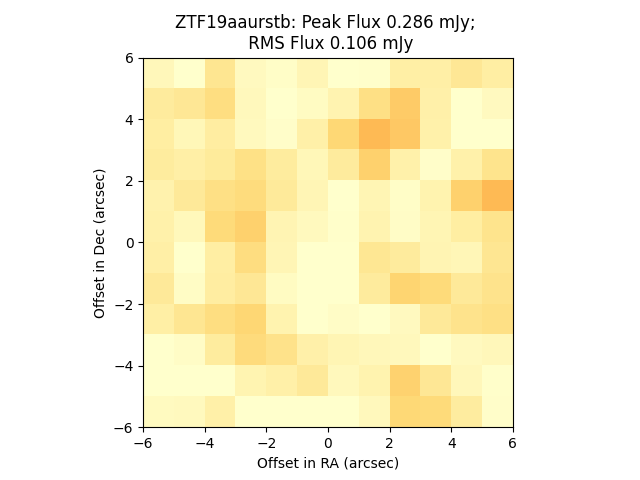 ZTF19aaurstb: Peak Flux 0.286 mJy;
RMS Flux 0.106 mJy
6
4
2
0
−2
−4
−6
Offset in Dec (arcsec)
−6 −4 −2 0 2 4 6
Offset in RA (arcsec)